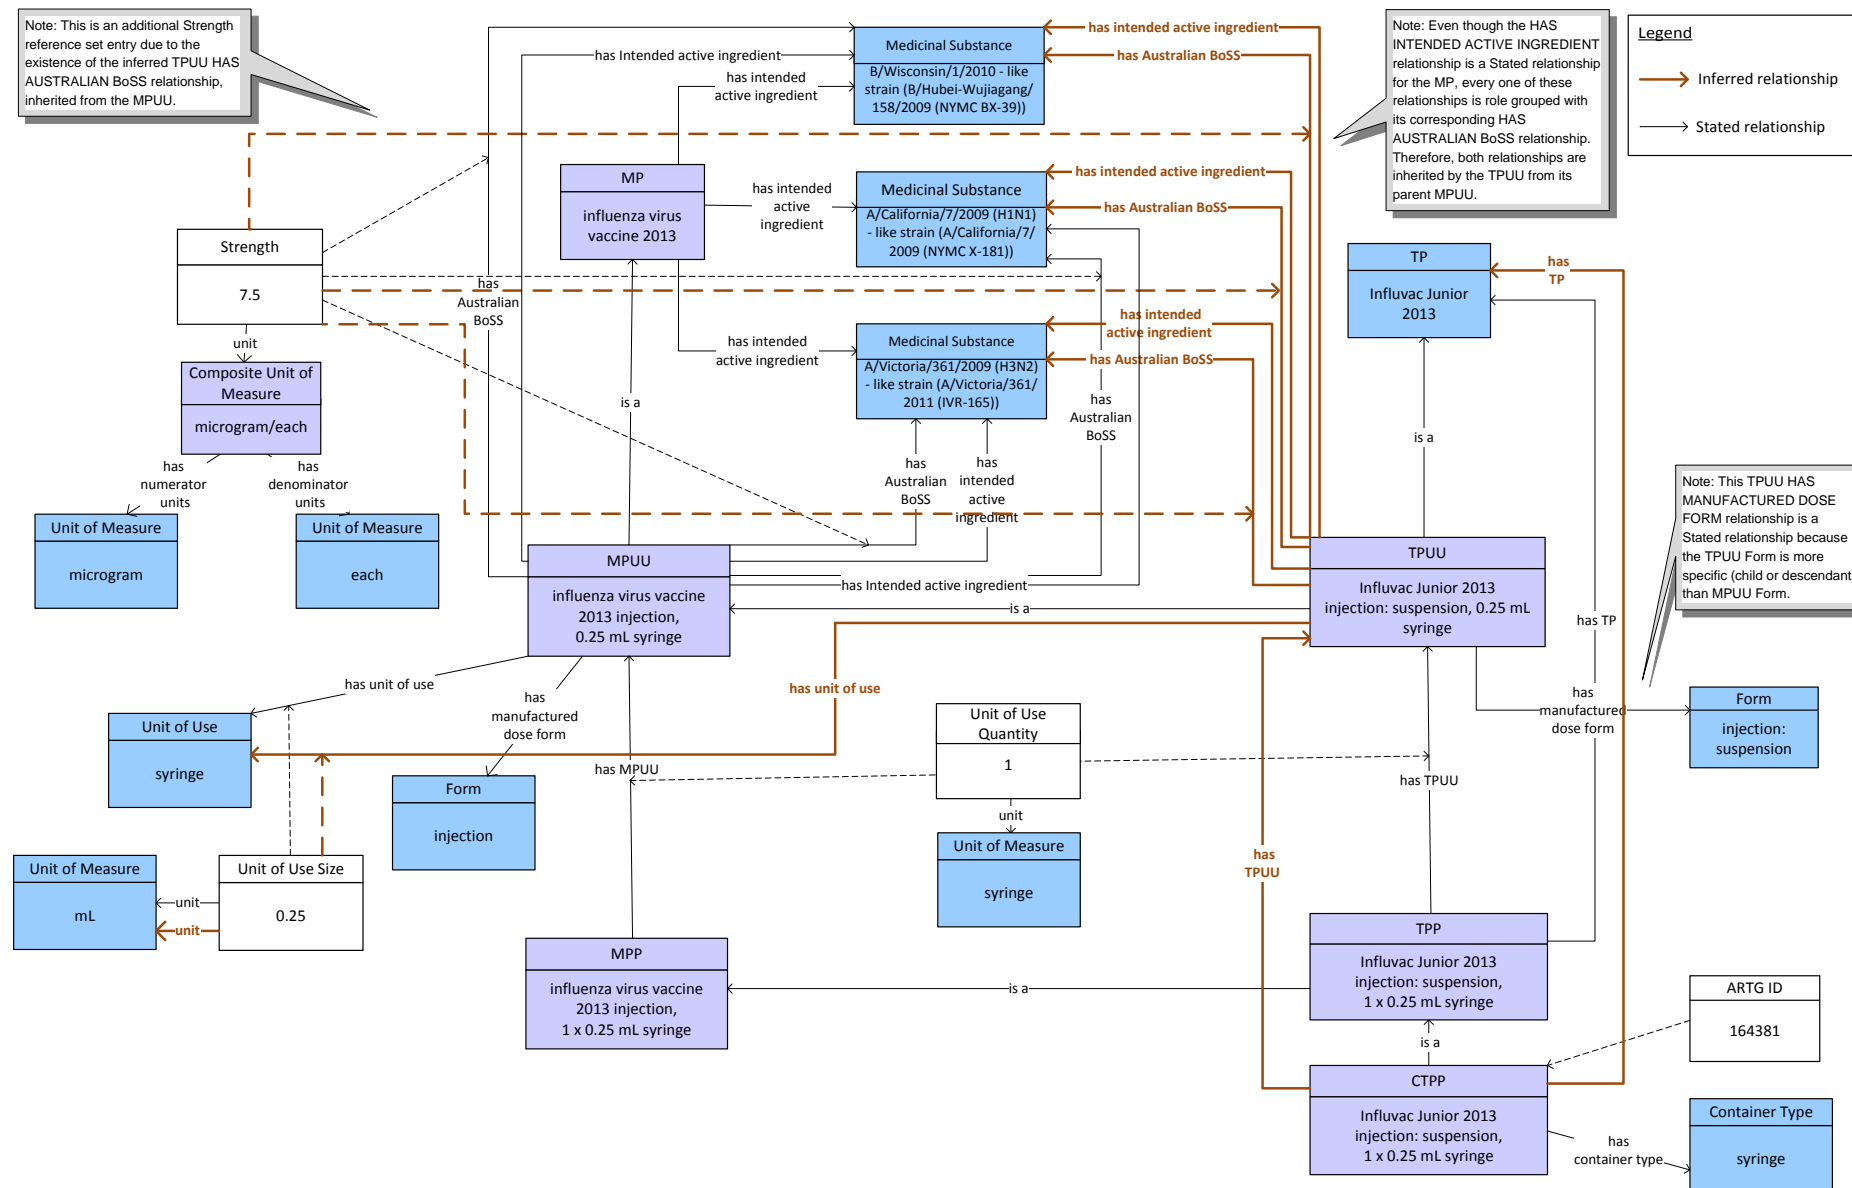 Note: This is an additional Strength
reference set entry due to the
existence of the inferred TPUU HAS
AUSTRALIAN BoSS relationship,
inherited from the MPUU.
has intended active ingredient
has Australian BoSS
has Intended active ingredient
has intended
active ingredient
Medicinal Substance
B/Wisconsin/1/2010 - like
strain (B/Hubei-Wujiagang/
158/2009 (NYMC BX-39))
Note: Even though the HAS
INTENDED ACTIVE INGREDIENT
relationship is a Stated relationship
for the MP, every one of these
relationships is role grouped with
its corresponding HAS
AUSTRALIAN BoSS relationship.
Therefore, both relationships are
inherited by the TPUU from its
parent MPUU.
Legend
Inferred relationship
Stated relationship
MP
influenza virus
vaccine 2013
has intended
active
ingredient
Medicinal Substance
A/California/7/2009 (H1N1)
- like strain (A/California/7/
2009 (NYMC X-181))
has intended active ingredient
has Australian BoSS
Strength
7.5
has
Australian
BoSS
TP
Influvac Junior
2013
has
TP
has intended
active ingredient
Medicinal Substance
A/Victoria/361/2009 (H3N2)
- like strain (A/Victoria/361/
2011 (IVR-165))
has intended
active ingredient
has Australian BoSS
unit
Composite Unit of
Measure
microgram/each
is a
has
Australian
BoSS
is a
has
numerator
units
has
denominator
units
has
Australian
BoSS
has
intended
active
ingredient
Note: This TPUU HAS
MANUFACTURED DOSE
FORM relationship is a
Stated relationship because
the TPUU Form is more
specific (child or descendant)
than MPUU Form.
Unit of Measure
microgram
Unit of Measure
each
MPUU
influenza virus vaccine
2013 injection,
0.25 mL syringe
has Intended active ingredient
is a
TPUU
Influvac Junior 2013
injection: suspension, 0.25 mL
syringe
has TP
has unit of use
has
manufactured
dose form
has unit of use
has
manufactured
dose form
Form
injection:
suspension
Unit of Use
syringe
Unit of Use
Quantity
1
has MPUU
has TPUU
Form
injection
unit
Unit of Measure
syringe
has
TPUU
Unit of Measure
mL
unit
unit
Unit of Use Size
0.25
MPP
influenza virus vaccine
2013 injection,
1 x 0.25 mL syringe
is a
TPP
Influvac Junior 2013
injection: suspension,
1 x 0.25 mL syringe
ARTG ID
164381
is a
CTPP
Influvac Junior 2013
injection: suspension,
1 x 0.25 mL syringe
has
container type
Container Type
syringe